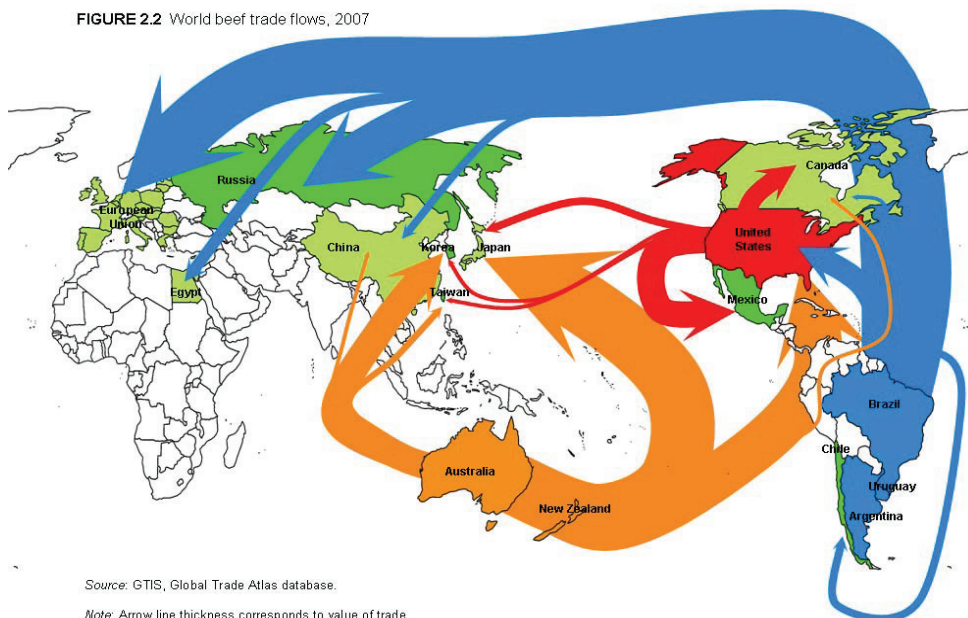 FIGURE 2.2 World beef trade flows, 2007
Canada
Russia
European
Union
United
States
China
Korea
Japan
Egypt
Taiwan
Mexico
Brazil
Chile
Australia
Uruguay
New Zealand
Argentina
Source: GTIS, Global Trade Atlas database.
Note: Arrow line thickness corresponds to value of trade